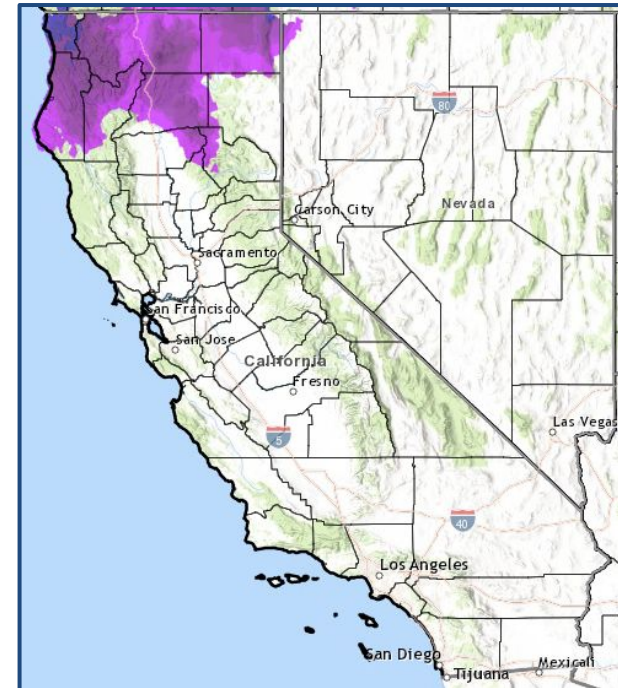 80
Carson City
Nevada
Sacramento
San Francisco
San Jose
California
Fresno
5
Las Vegas
40
Los Angeles
San Diego
Tijuana
Mexicali